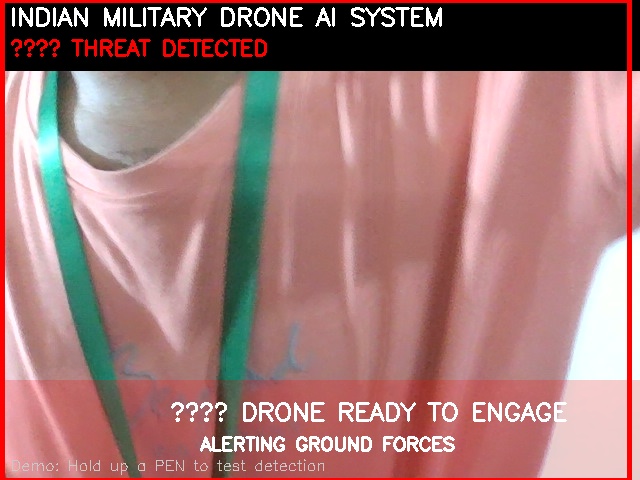 INDIAN MILITARY DRONE AI SYSTEM
???? THREAT DETECTED
???? DRONE READY TO ENGAGE
ALERTING GROUND FORCES
Demo: Hold up a PEN to test detection